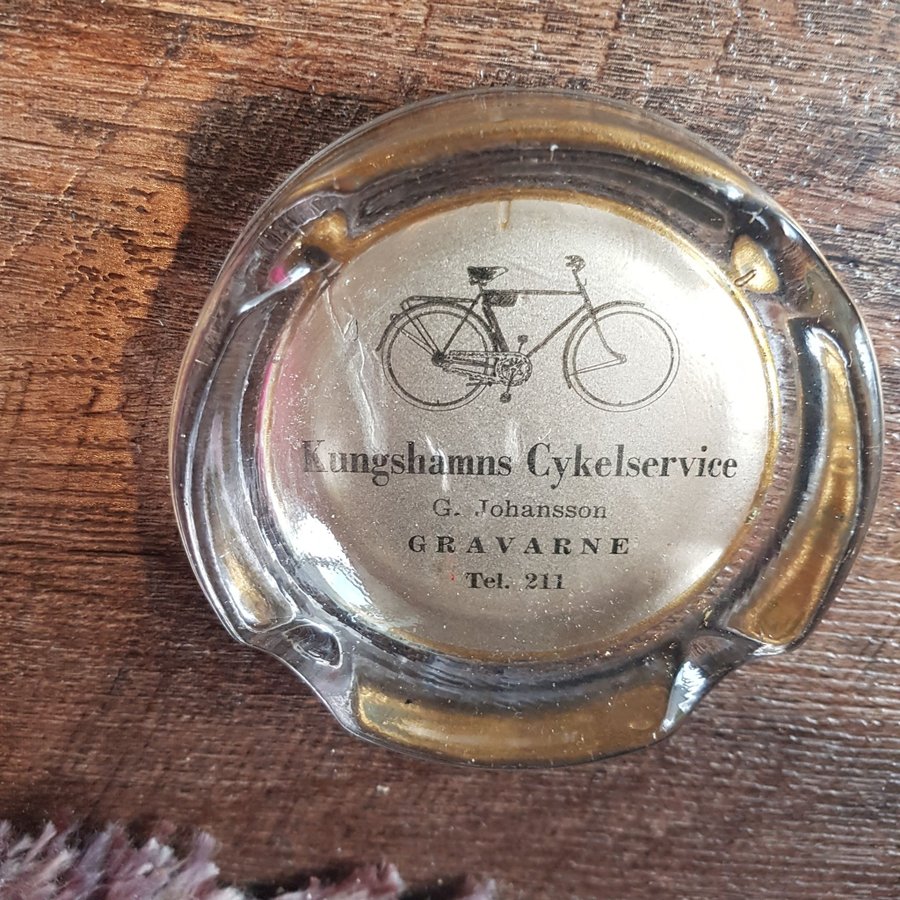 Kungshamns Cykelservice
G. Johansson
GRAVARNE
Tel. 211